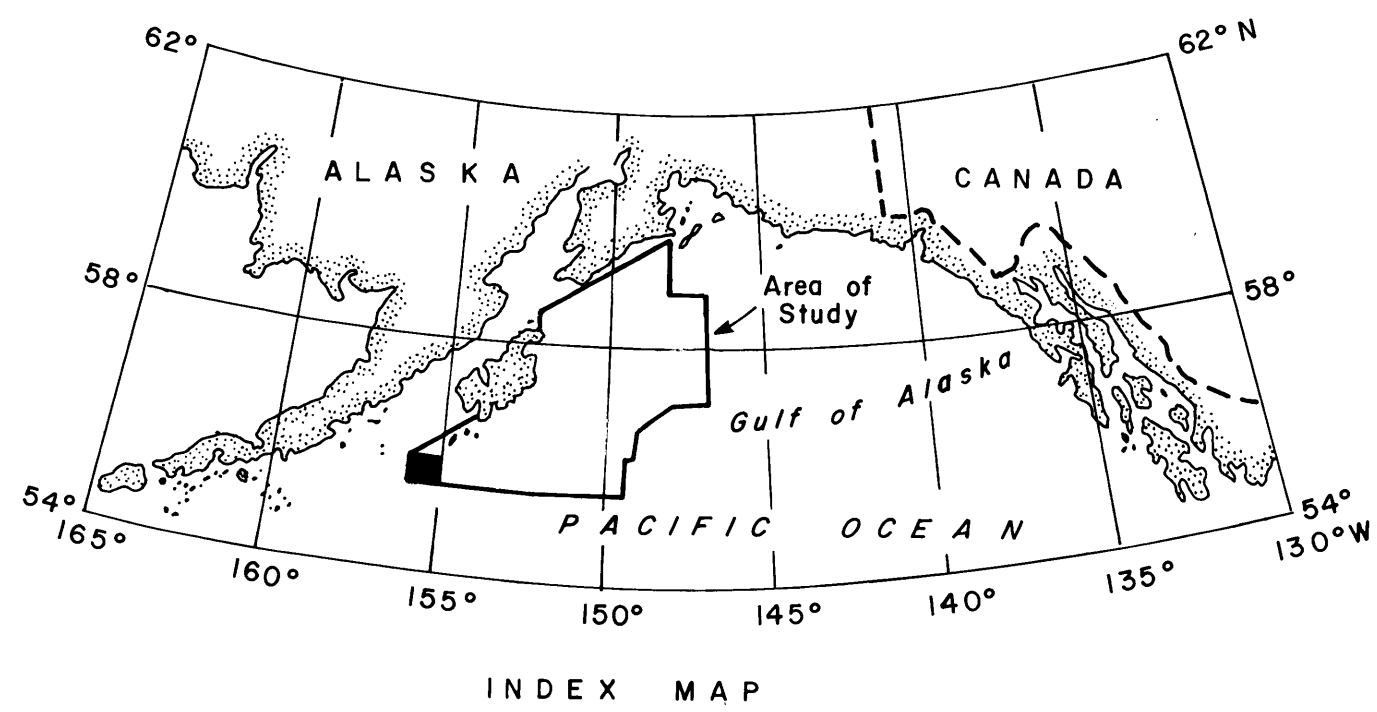 62°
62° N
ALASKA
CANADA
58°
58°
Area of
Study
Gulf of Alaska
54°
54°
165°
160°
155°
150°
145°
140°
135°
130°W
PACIFIC OCEAN
INDEX MAP